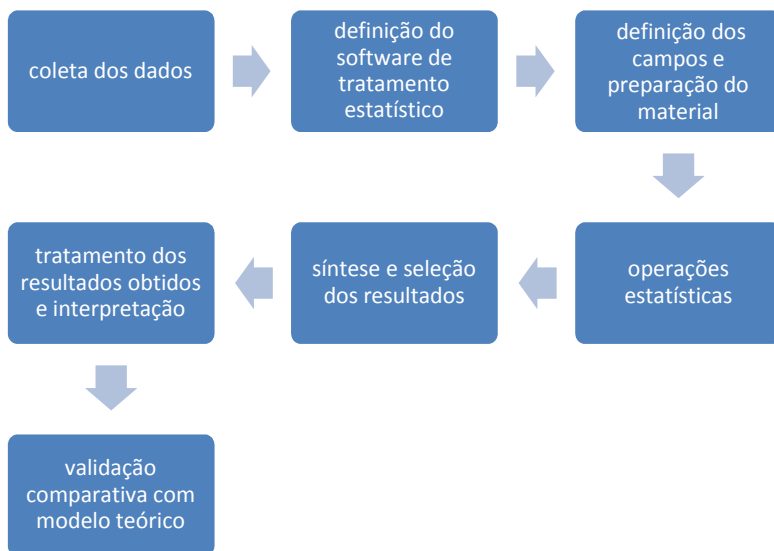 coleta dos dados
definição do
software de
tratamento
estatístico
definição dos
campos e
preparação do
material
operações
estatísticas
síntese e seleção
dos resultados
tratamento dos
resultados obtidos
e interpretação
validação
comparativa com
modelo teórico